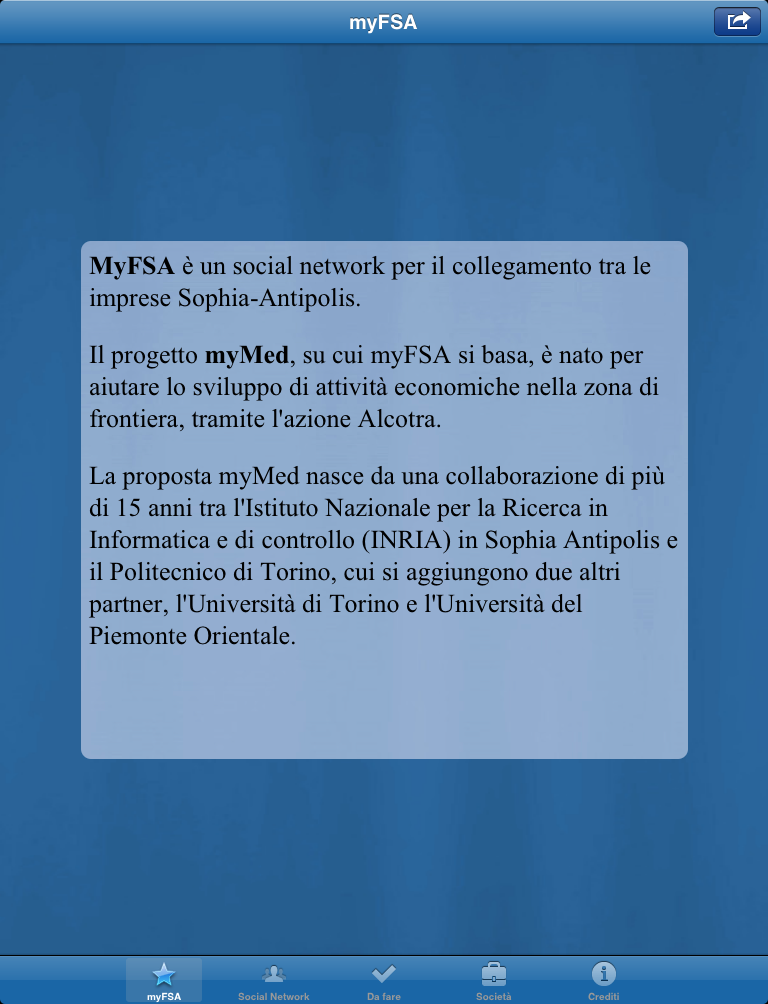 myFSA
MyFSA è un social network per il collegamento tra le
imprese Sophia-Antipolis.
Il progetto myMed, su cui myFSA si basa, è nato per
aiutare lo sviluppo di attività economiche nella zona di
frontiera, tramite l'azione Alcotra.
La proposta myMed nasce da una collaborazione di più
di 15 anni tra l'Istituto Nazionale per la Ricerca in
Informatica e di controllo (INRIA) in Sophia Antipolis e
il Politecnico di Torino, cui si aggiungono due altri
partner, l'Università di Torino e l'Università del
Piemonte Orientale.
myFSA Social Network Da fare Società Crediti